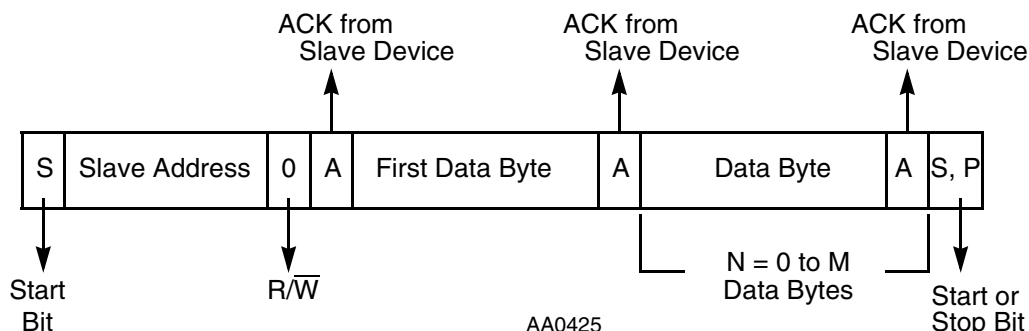 ACK from
Slave Device
ACK from
Slave Device
ACK from
Slave Device
S
Slave Address
0
A
First Data Byte
A
Data Byte
A
S, P
Start
Bit
R/W̅
N = 0 to M
Data Bytes
Start or
Stop Bit
AA0425